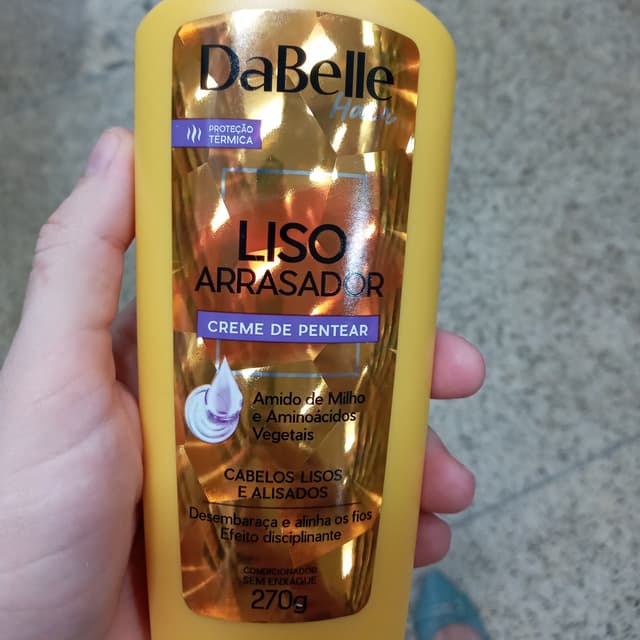 DaBelle
Hair
PROTEÇÃO
TÉRMICA
LISO
ARRASADOR
CREME DE PENTEAR
Amido de Milho
e Aminoácidos
Vegetais
CABELOS LISOS
E ALISADOS
Desembaraça e alinha os fios
Efeito disciplinante
CONDICIONADOR
SEM ENXÁGUE
270g